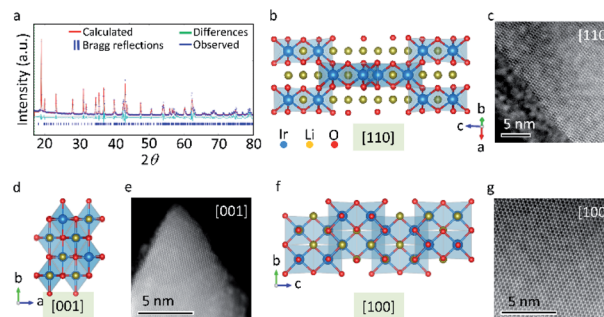 a
Calculated
Differences
Bragg reflections
Observed
Intensity (a.u.)
20 30 40 50 60 70 80
2θ
b
Ir Li O
[110]
c
[110
5 nm
b
c
a
d
b
a
[001]
e
[001]
5 nm
f
b
c
[100]
g
[100
5 nm